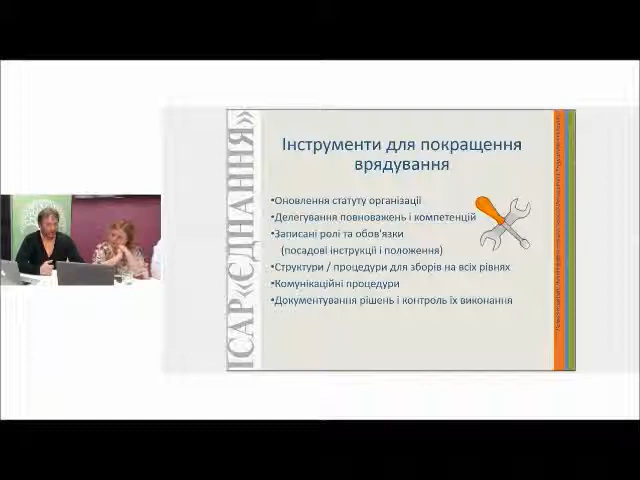 ІСАР«ЄДНАННЯ»
Інструменти для покращення
врядування
•Оновлення статуту організації
•Делегування повноважень і компетенцій
•Записані ролі та обов'язки
(посадові інструкції і положення)
•Структури / процедури для зборів на всіх рівнях
•Комунікаційні процедури
•Документування рішень і контроль їх виконання